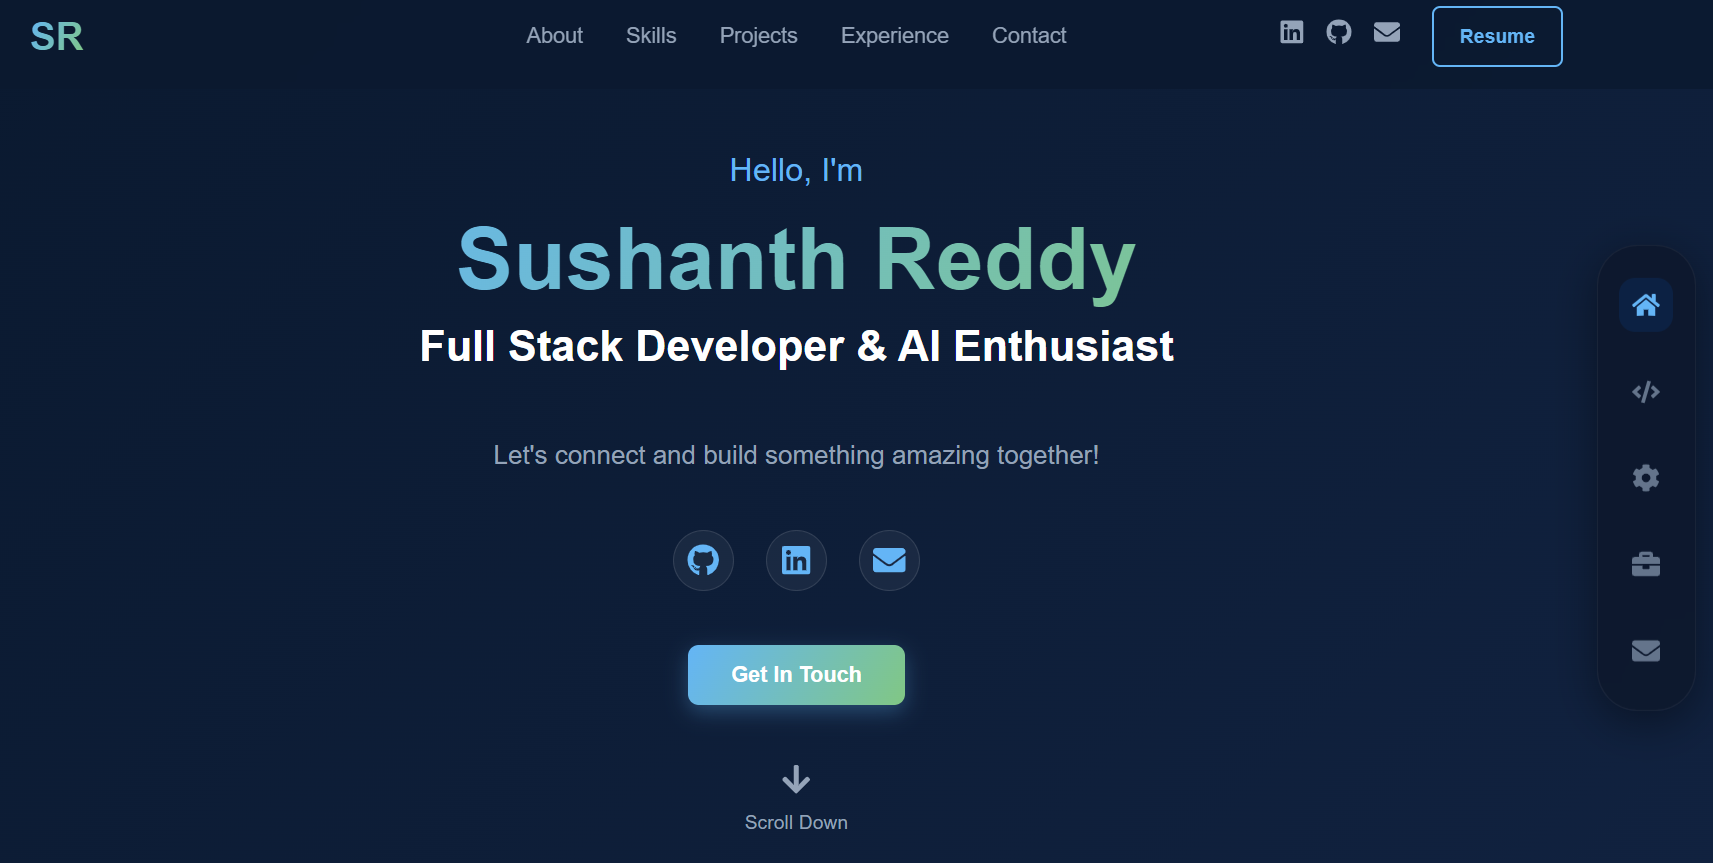 SR
About Skills Projects Experience Contact Resume
Hello, I'm
Sushanth Reddy
Full Stack Developer & AI Enthusiast
Let's connect and build something amazing together!
Get In Touch
Scroll Down